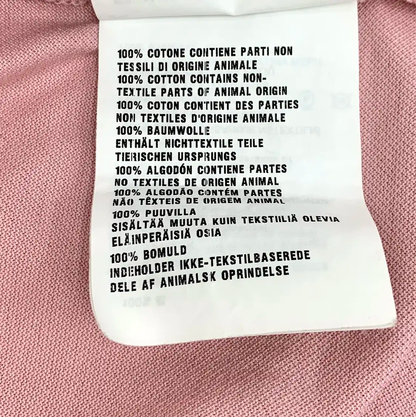 100% COTONE CONTIENE PARTI NON
TESSILI DI ORIGINE ANIMALE
100% COTTON CONTAINS NON-
TEXTILE PARTS OF ANIMAL ORIGIN
100% COTON CONTIENT DES PARTIES
NON TEXTILES D'ORIGINE ANIMALE
100% BAUMWOLLE
ENTHÄLT NICHTTEXTILE TEILE
TIERISCHEN URSPRUNGS
100% ALGODÓN CONTIENE PARTES
NO TEXTILES DE ORIGEN ANIMAL
100% ALGODÃO CONTÉM PARTES
NÃO TÊXTEIS DE ORIGEM ANIMAL
100% PUUVILLA
SISÄLTÄÄ MUUTA KUIN TEKSTIILIÄ OLEVIA
ELÄINPERÄISIÄ OSIA
100% BOMULD
INDEHOLDER IKKE-TEKSTILBASEREDE
DELE AF ANIMALSK OPRINDELSE